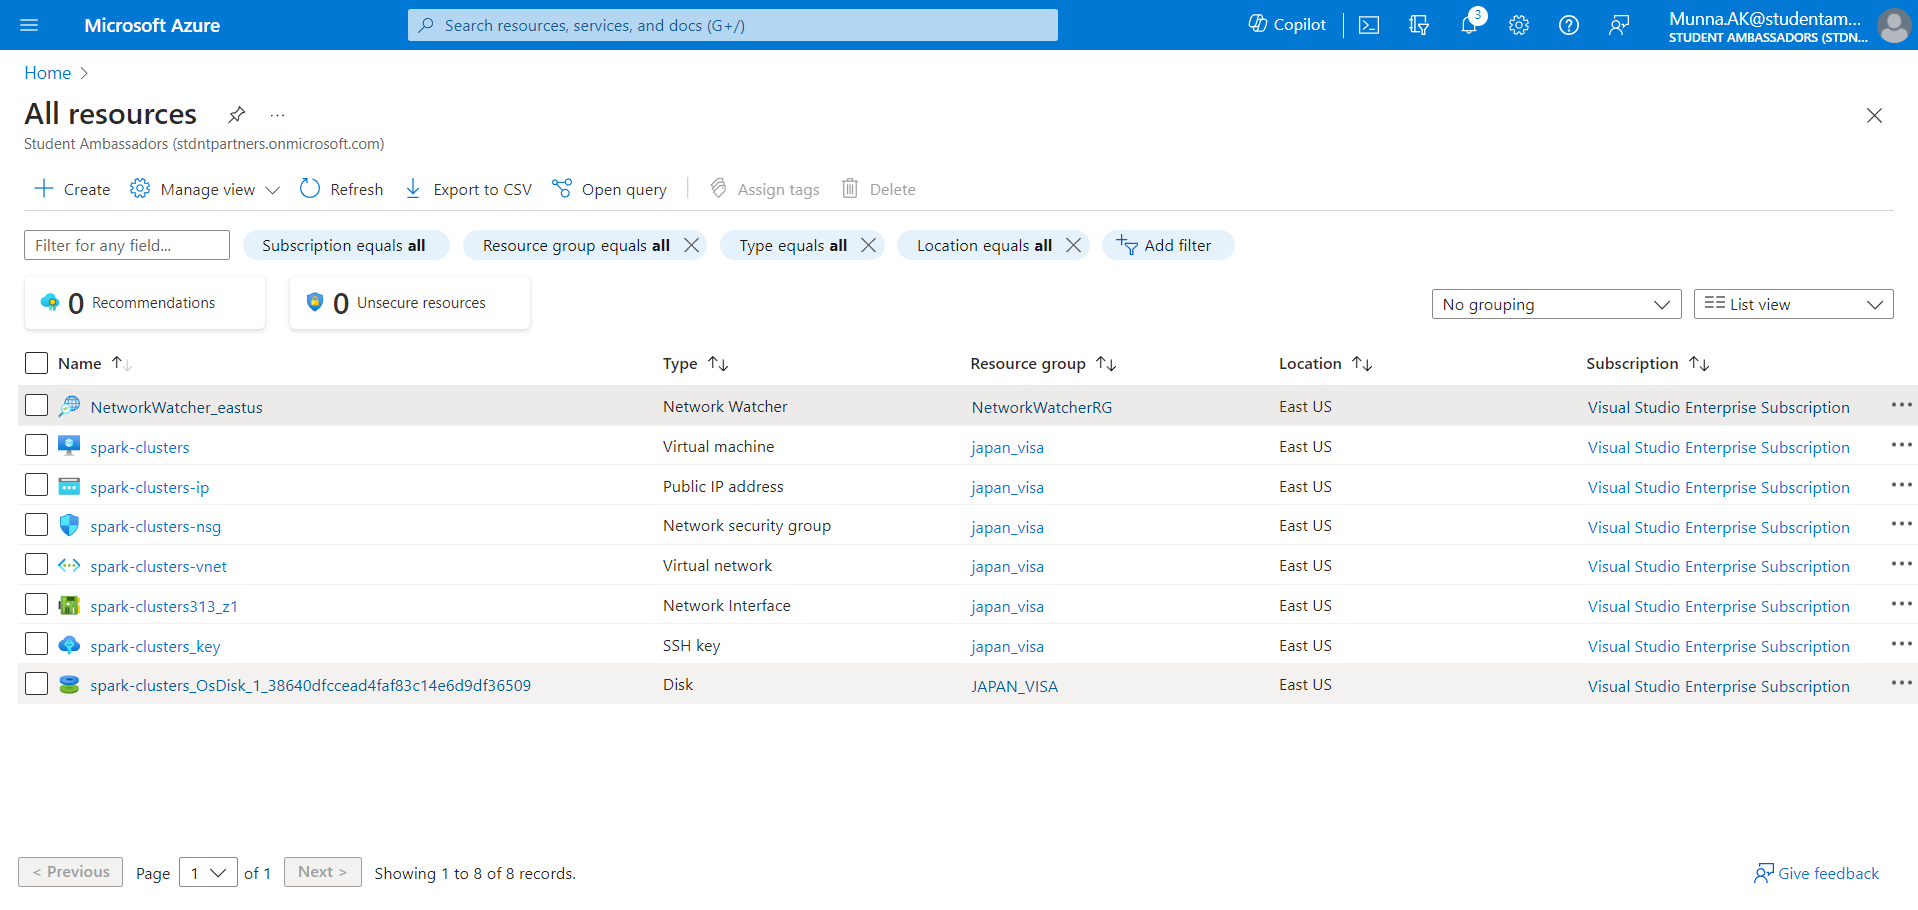 Microsoft Azure
Search resources, services, and docs (G+/)
Copilot
3
Munna.AK@studentam...
STUDENT AMBASSADORS (STDN...
Home
All resources
...
Student Ambassadors (stdntpartners.onmicrosoft.com)
Create Manage view Refresh Export to CSV Open query Assign tags Delete
Filter for any field... Subscription equals all Resource group equals all Type equals all Location equals all Add filter
0 Recommendations 0 Unsecure resources
No grouping List view
Name Type Resource group Location Subscription
NetworkWatcher_eastus Network Watcher NetworkWatcherRG East US Visual Studio Enterprise Subscription ...
spark-clusters Virtual machine japan_visa East US Visual Studio Enterprise Subscription ...
spark-clusters-ip Public IP address japan_visa East US Visual Studio Enterprise Subscription ...
spark-clusters-nsg Network security group japan_visa East US Visual Studio Enterprise Subscription ...
spark-clusters-vnet Virtual network japan_visa East US Visual Studio Enterprise Subscription ...
spark-clusters313_z1 Network Interface japan_visa East US Visual Studio Enterprise Subscription ...
spark-clusters_key SSH key japan_visa East US Visual Studio Enterprise Subscription ...
spark-clusters_OsDisk_1_38640dfccead4faf83c14e6d9df36509 Disk JAPAN_VISA East US Visual Studio Enterprise Subscription ...
< Previous Page 1 of 1 Next > Showing 1 to 8 of 8 records. Give feedback